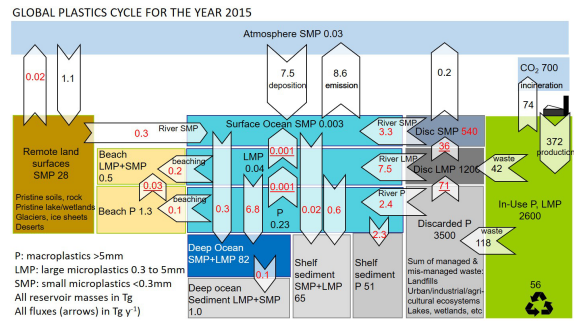 GLOBAL PLASTICS CYCLE FOR THE YEAR 2015
Atmosphere SMP 0.03
0.02
1.1
7.5
deposition
8.6
emission
0.2
CO2 700
incineration
74
372
production
Remote land
surfaces
SMP 28
Pristine soils, rock
Pristine lake/wetlands
Glaciers, ice sheets
Deserts
0.3
River SMP
Surface Ocean SMP 0.003
River SMP
3.3
Disc SMP 540
36
Beach
LMP+SMP
0.5
beaching
0.2
LMP
0.04
0.001
River LMP
7.5
Disc LMP 1206
waste
42
0.03
Beach P 1.3
beaching
0.1
0.3
6.8
0.001
P
0.23
0.02
0.6
River P
2.4
2.3
71
Discarded P
3500
waste
118
In-Use P, LMP
2600
Deep Ocean
SMP+LMP 82
0.1
Deep ocean
Sediment LMP+SMP
1.0
Shelf
sediment
SMP+LMP
65
Shelf
sediment
P 51
Sum of managed &
mis-managed waste:
Landfills
Urban/industrial/agri-
cultural ecosystems
Lakes, wetlands, etc
56
P: macroplastics >5mm
LMP: large microplastics 0.3 to 5mm
SMP: small microplastics <0.3mm
All reservoir masses in Tg
All fluxes (arrows) in Tg y-1)